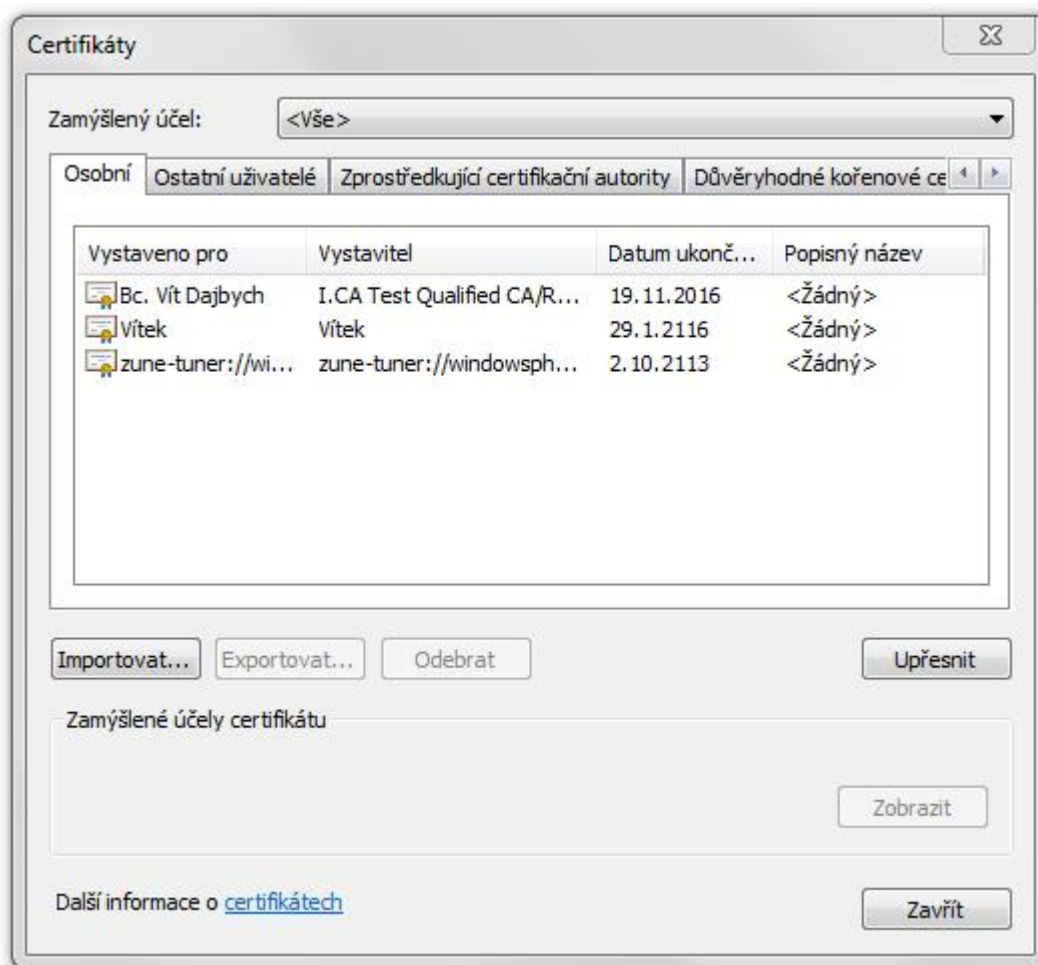 Certifikáty
Zamýšlený účel: <Vše>
Osobní Ostatní uživatelé Zprostředkující certifikační autority Důvěryhodné kořenové ce
Vystaveno pro Vystavitel Datum ukonč... Popisný název
Bc. Vít Dajbych I.CA Test Qualified CA/R... 19.11.2016 <Žádný>
Vítek Vítek 29.1.2116 <Žádný>
zune-tuner://wi... zune-tuner://windowsph... 2.10.2113 <Žádný>
Importovat... Exportovat... Odebrat Upřesnit
Zamýšlené účely certifikátu
Zobrazit
Další informace o certifikátech
Zavřít